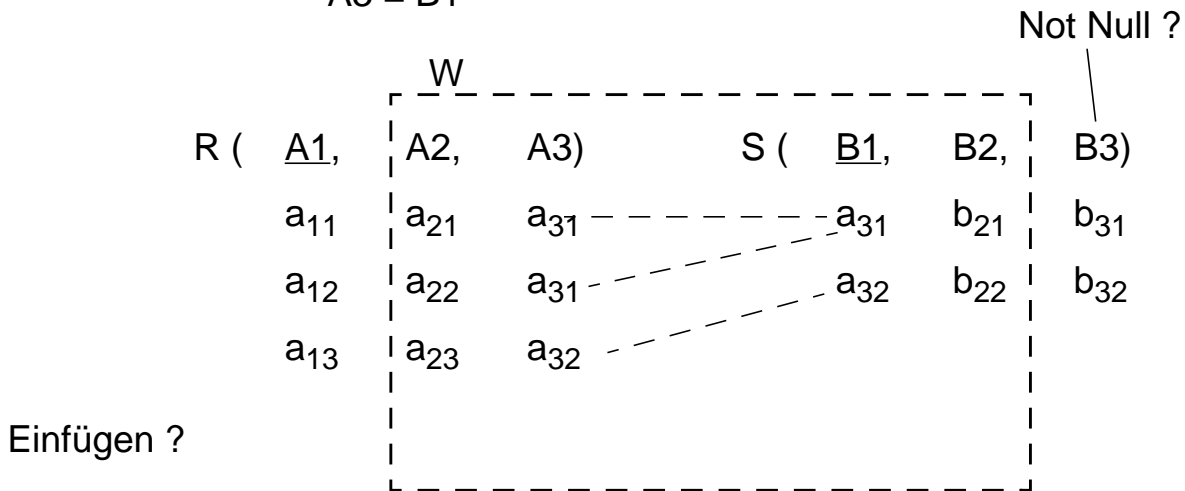 A3 = B1
Not Null ?
W
R ( A1, A2, A3) S ( B1, B2, B3)
a11 a21 a31 a31 b21 b31
a12 a22 a31 a32 b22 b32
a13 a23 a32
Einfügen ?